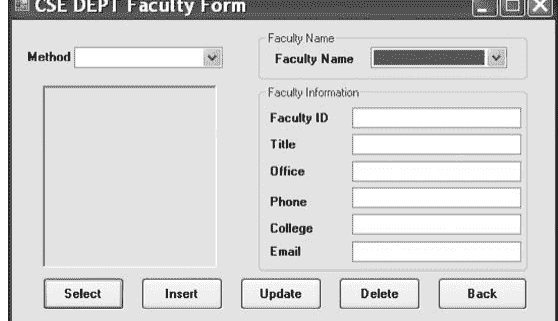 CSE DEPT Faculty Form
Method
Faculty Name
Faculty Name
Faculty Information
Faculty ID
Title
Office
Phone
College
Email
Select Insert Update Delete Back